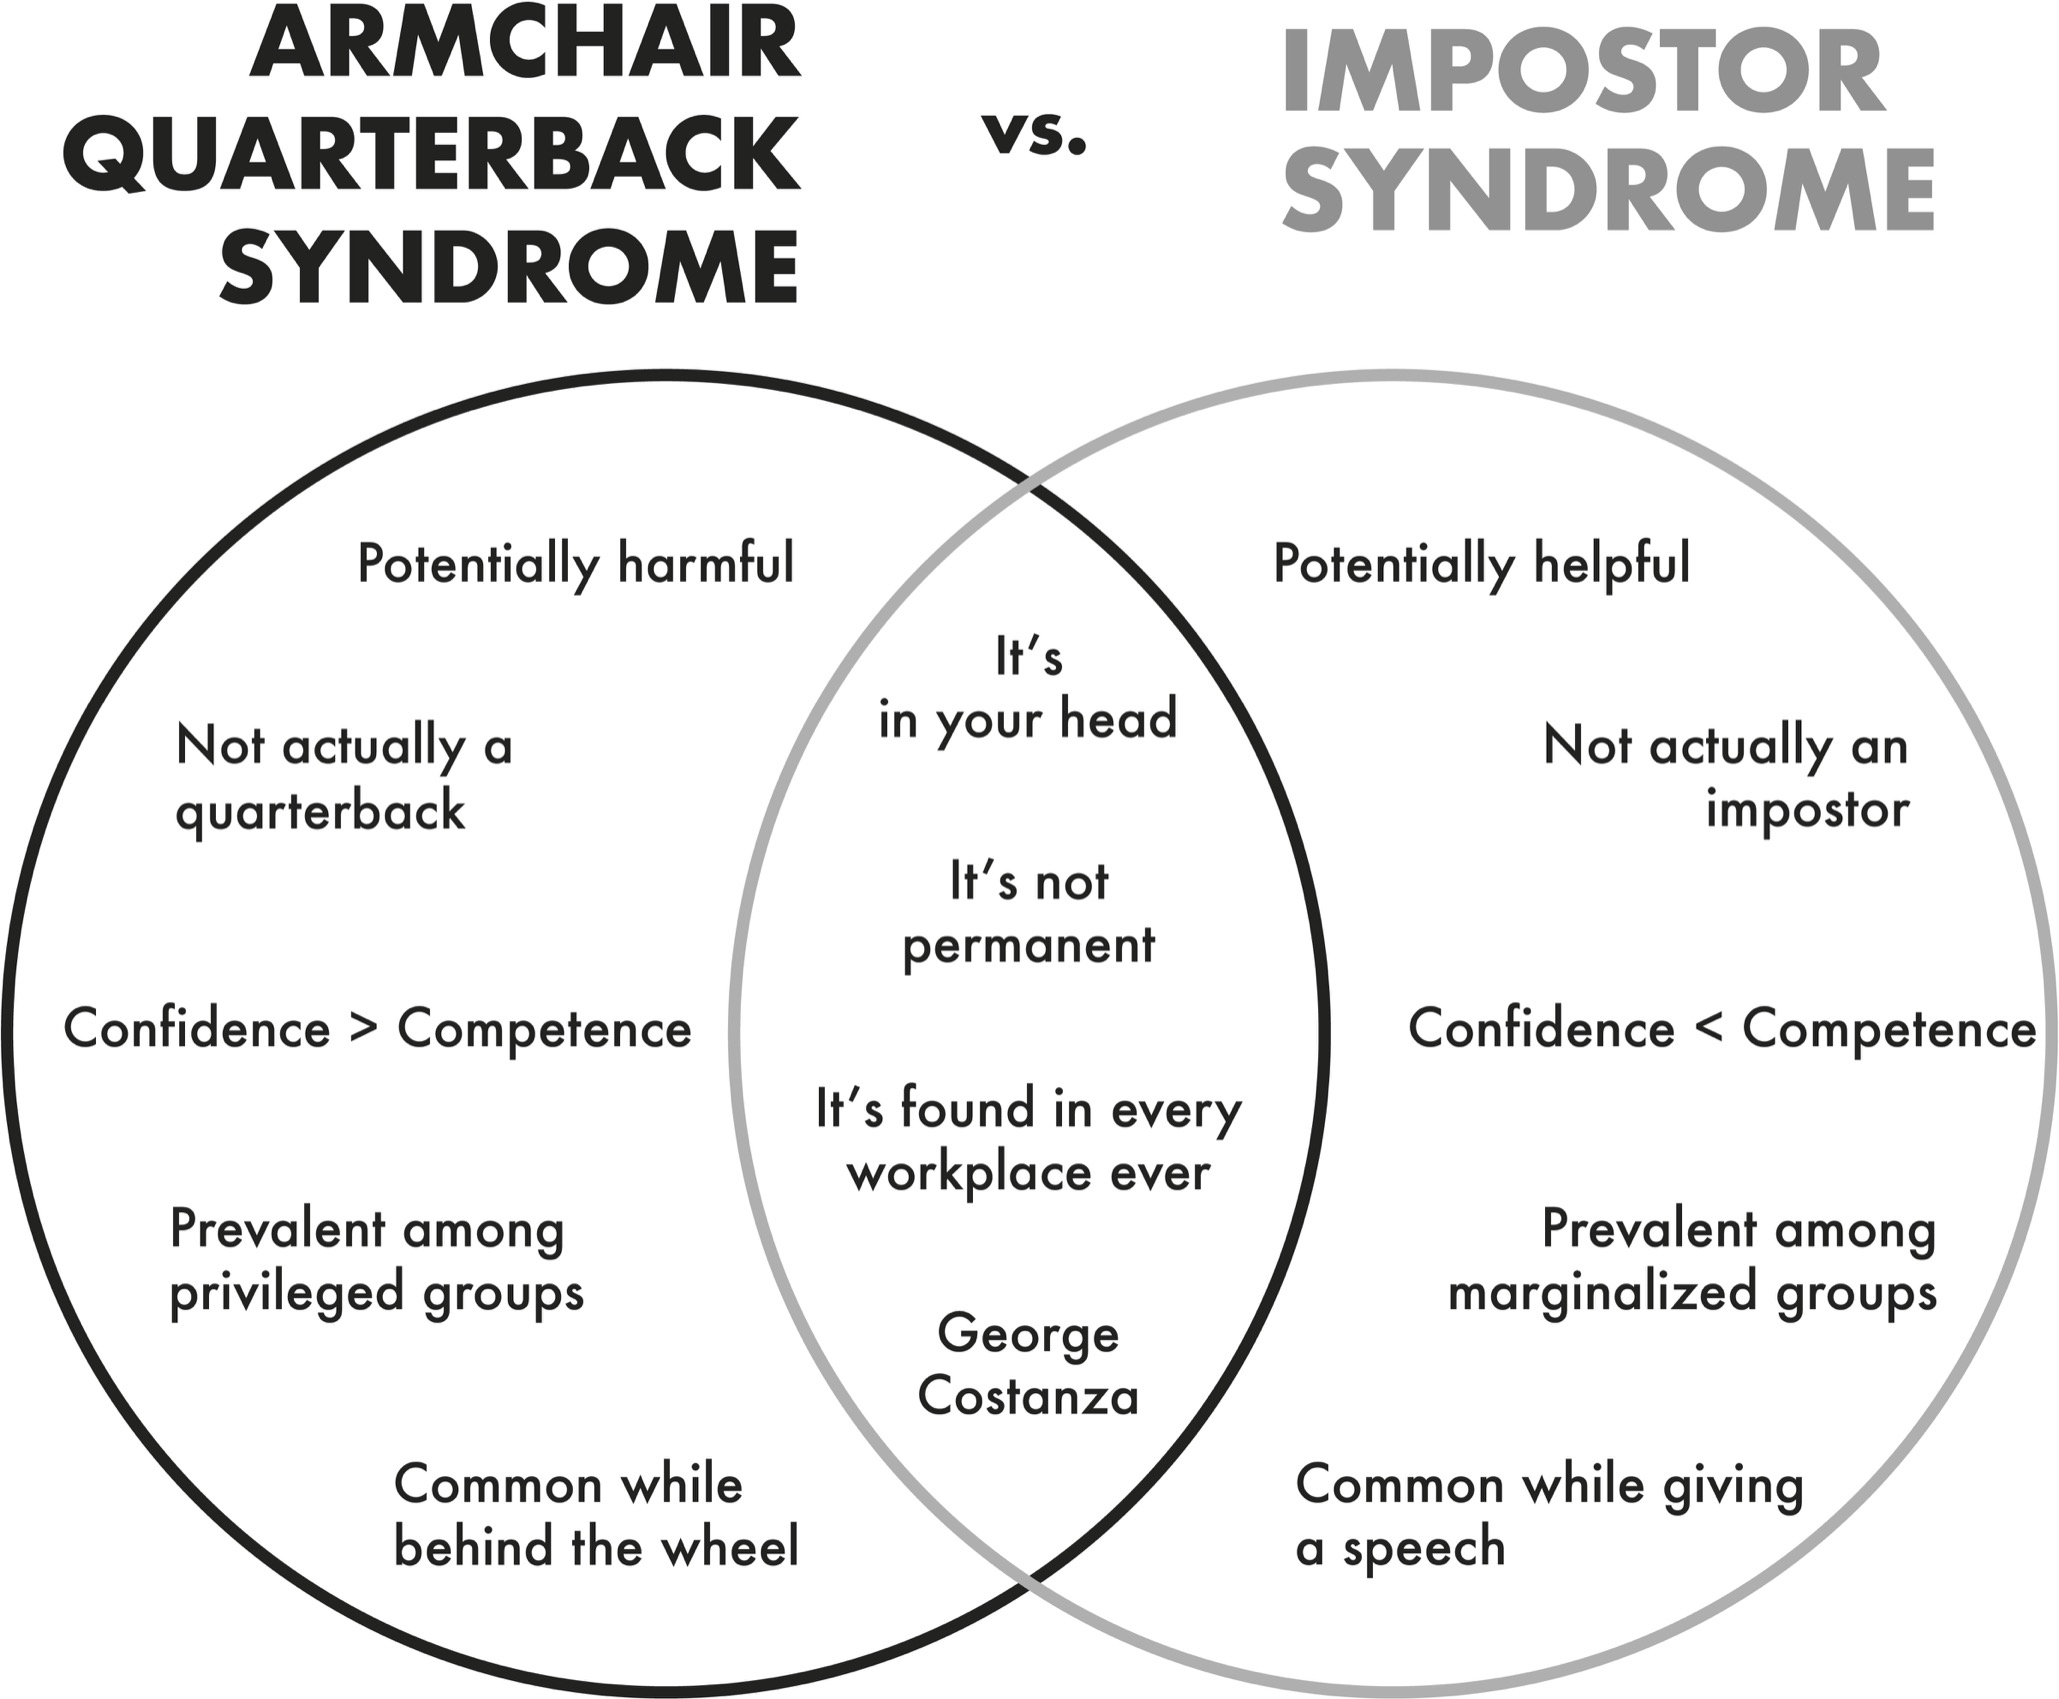 ARMCHAIR
QUARTERBACK
SYNDROME
vs.
IMPOSTOR
SYNDROME
Potentially harmful
Not actually a
quarterback
Confidence > Competence
Prevalent among
privileged groups
Common while
behind the wheel
It's
in your head
It's not
permanent
It's found in every
workplace ever
George
Costanza
Potentially helpful
Not actually an
impostor
Confidence < Competence
Prevalent among
marginalized groups
Common while giving
a speech